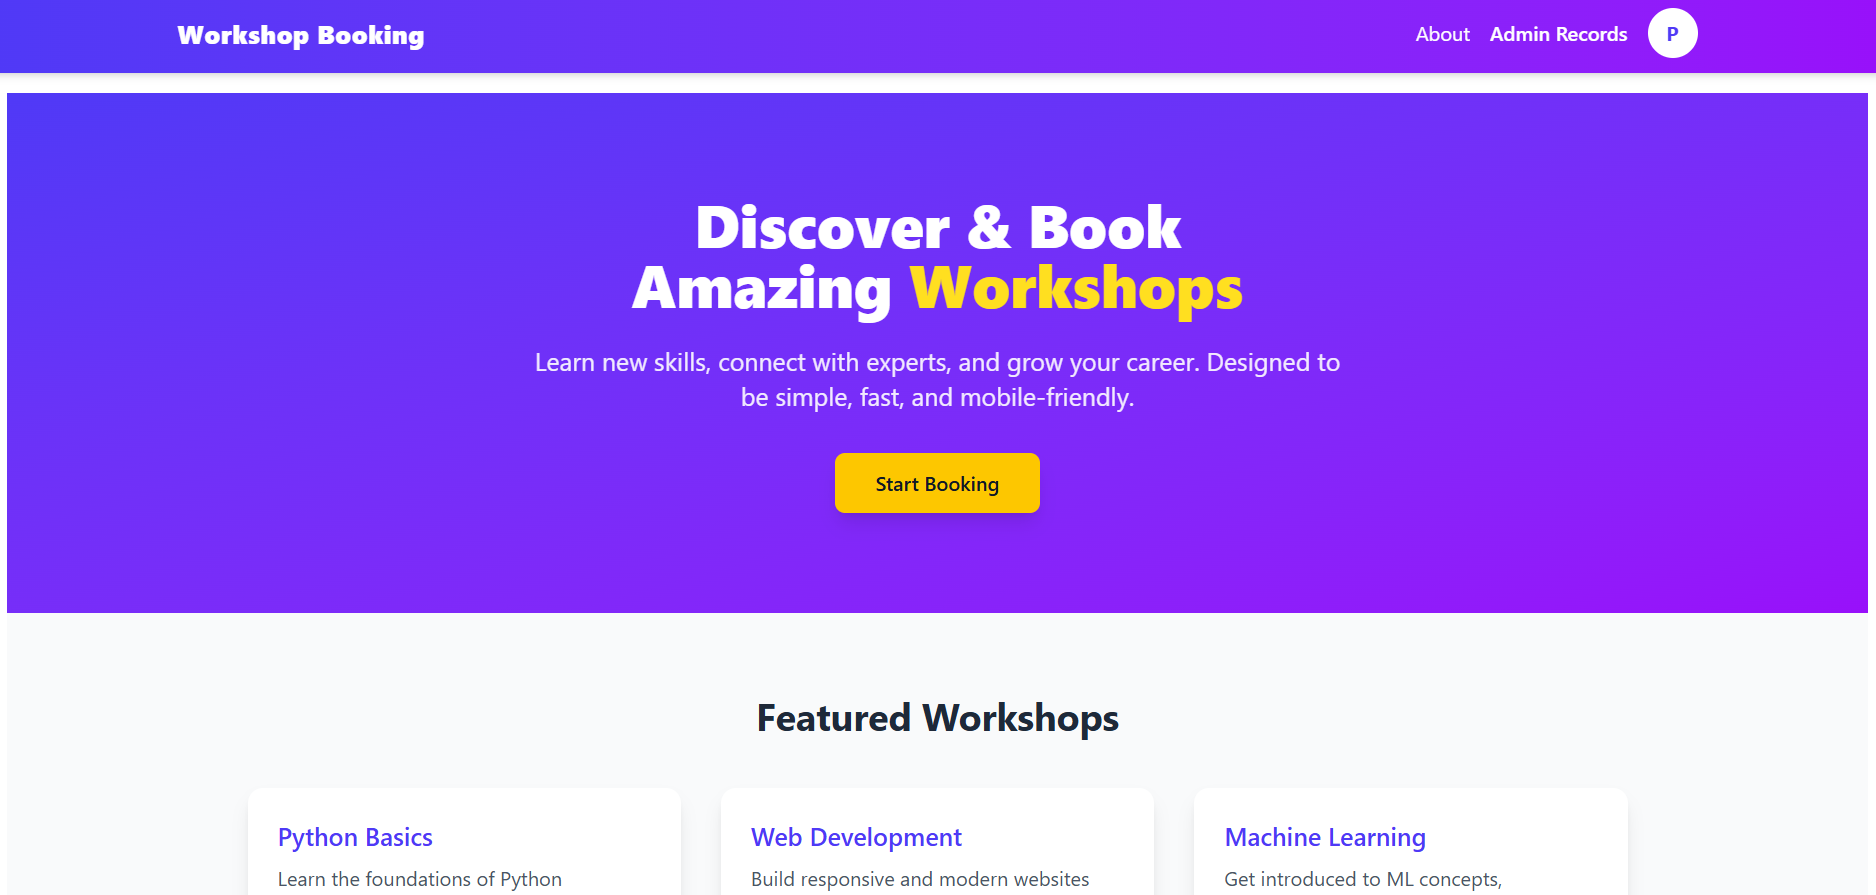 Workshop Booking
About
Admin Records
P
Discover & Book
Amazing Workshops
Learn new skills, connect with experts, and grow your career. Designed to
be simple, fast, and mobile-friendly.
Start Booking
Featured Workshops
Python Basics
Learn the foundations of Python
Web Development
Build responsive and modern websites
Machine Learning
Get introduced to ML concepts,